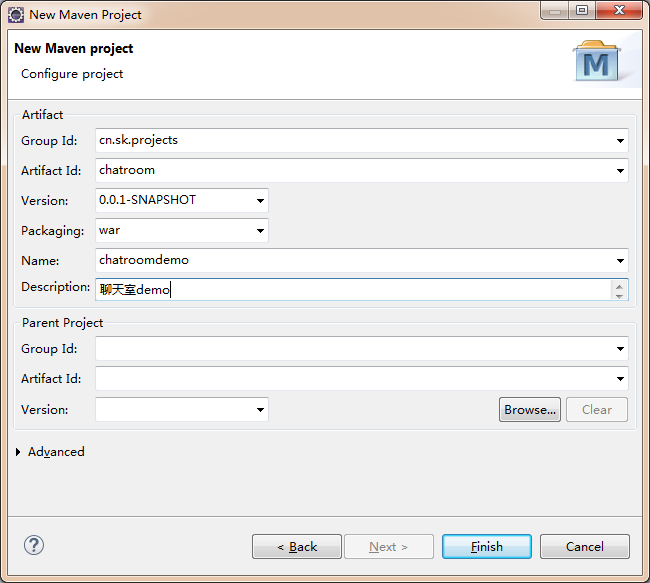 New Maven Project
New Maven project
Configure project
M
Artifact
Group Id: cn.sk.projects
Artifact Id: chatroom
Version: 0.0.1-SNAPSHOT
Packaging: war
Name: chatroomdemo
Description: 聊天室demo
Parent Project
Group Id:
Artifact Id:
Version: Browse... Clear
Advanced
? < Back Next > Finish Cancel